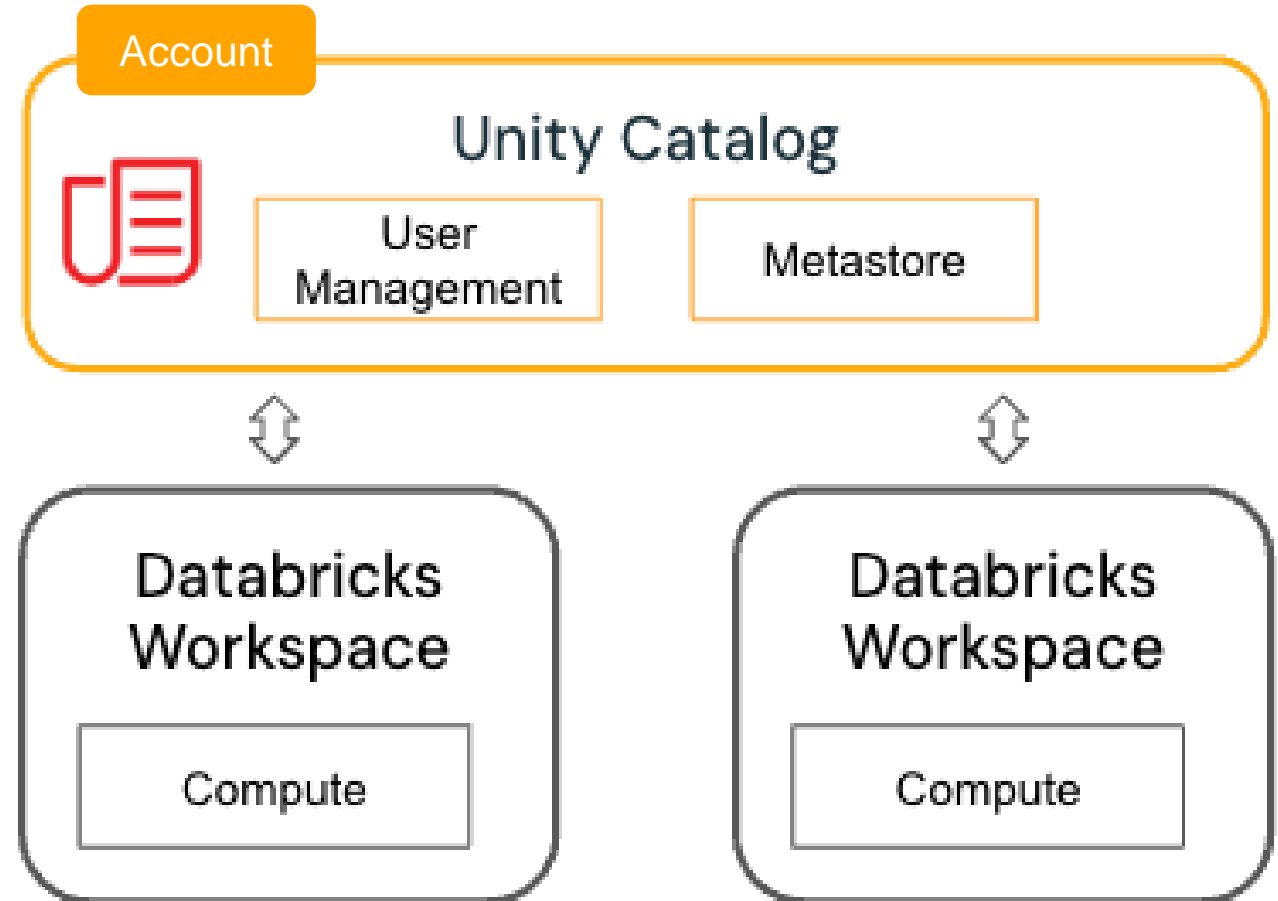 Account
Unity Catalog
User
Management
Metastore
Databricks
Workspace
Compute
Databricks
Workspace
Compute